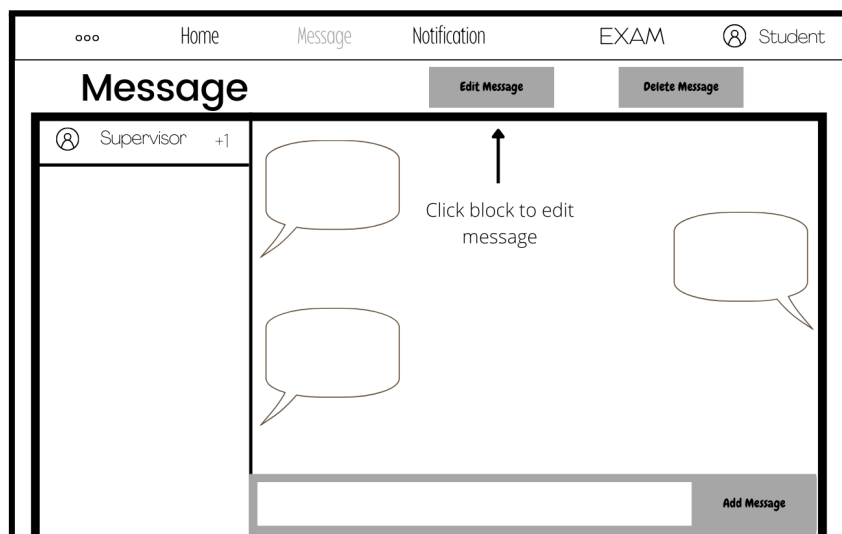 ooo Home Message Notification EXAM Student
Message Edit Message Delete Message
Supervisor +1
Click block to edit
message
Add Message